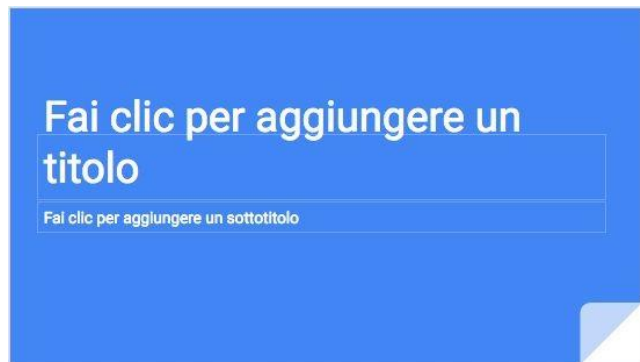 Fai clic per aggiungere un
titolo
Fai clic per aggiungere un sottotitolo